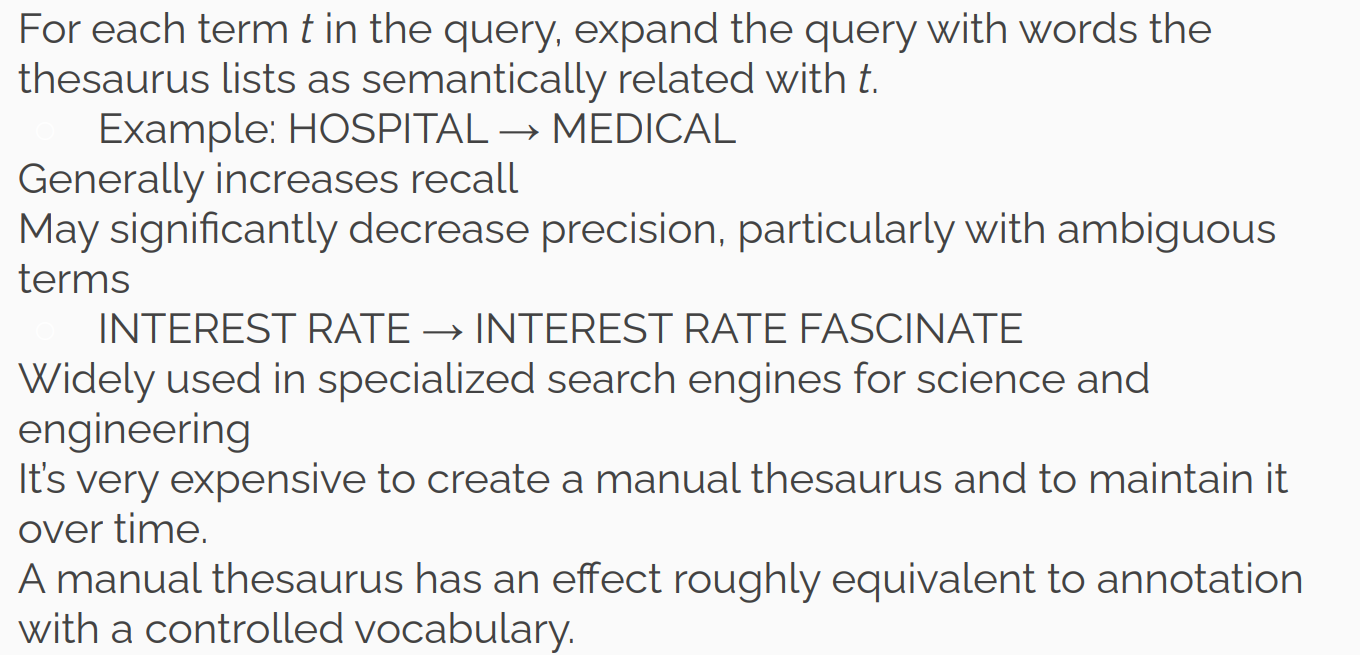 For each term t in the query, expand the query with words the
thesaurus lists as semantically related with t.
○ Example: HOSPITAL → MEDICAL
Generally increases recall
May significantly decrease precision, particularly with ambiguous
terms
○ INTEREST RATE → INTEREST RATE FASCINATE
Widely used in specialized search engines for science and
engineering
It’s very expensive to create a manual thesaurus and to maintain it
over time.
A manual thesaurus has an effect roughly equivalent to annotation
with a controlled vocabulary.